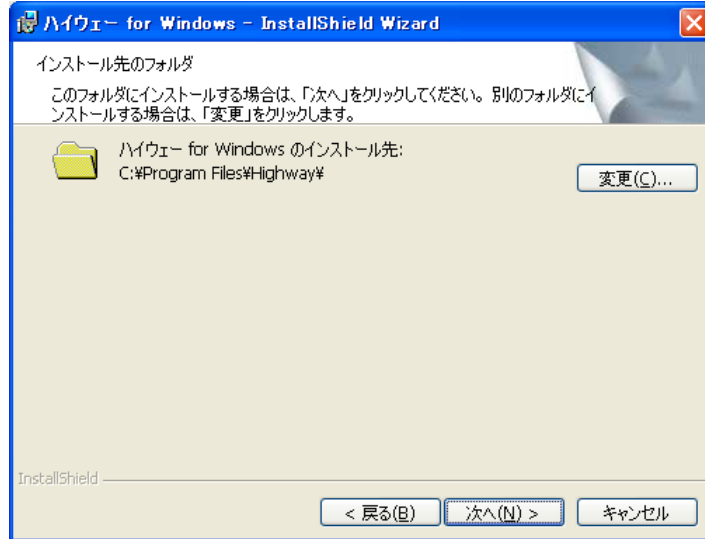 ハイウェー for Windows - InstallShield Wizard
インストール先のフォルダ
このフォルダにインストールする場合は、「次へ」をクリックしてください。別のフォルダにイ
ンストールする場合は、「変更」をクリックします。
ハイウェー for Windows のインストール先:
C:¥Program Files¥Highway¥
変更(C)...
InstallShield
< 戻る(B)
次へ(N) >
キャンセル